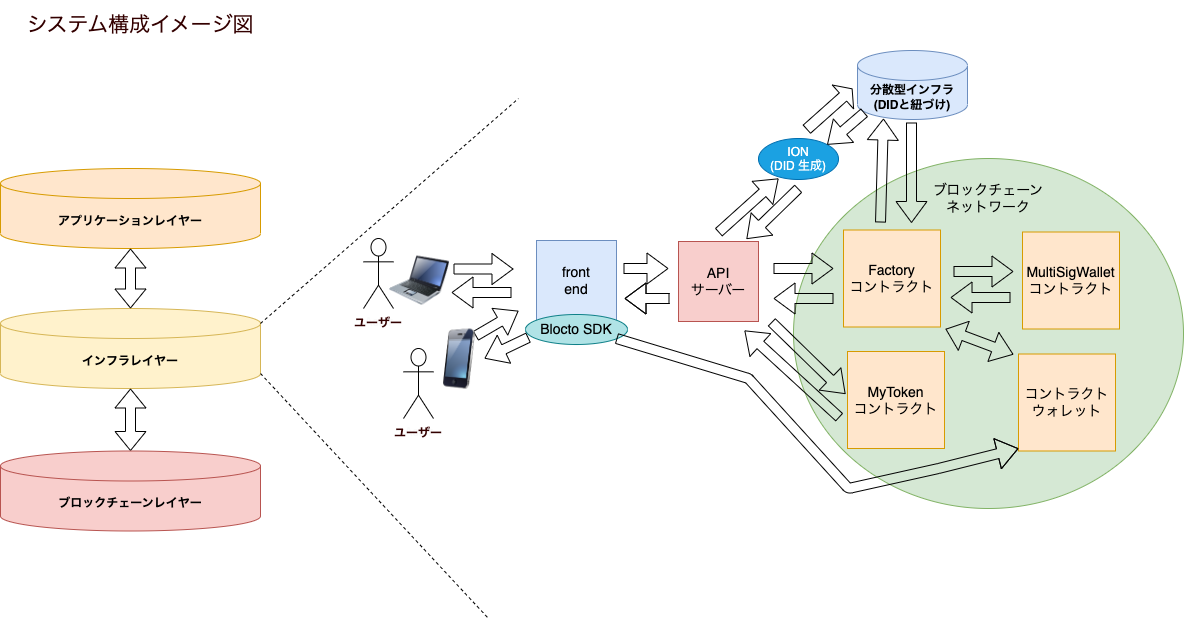 システム構成イメージ図
アプリケーションレイヤー
インフラレイヤー
ブロックチェーンレイヤー
ユーザー
ユーザー
front
end
Blocto SDK
API
サーバー
ION
(DID 生成)
分散型インフラ
(DIDと紐づけ)
ブロックチェーン
ネットワーク
Factory
コントラクト
MultiSigWallet
コントラクト
MyToken
コントラクト
コントラクト
ウォレット